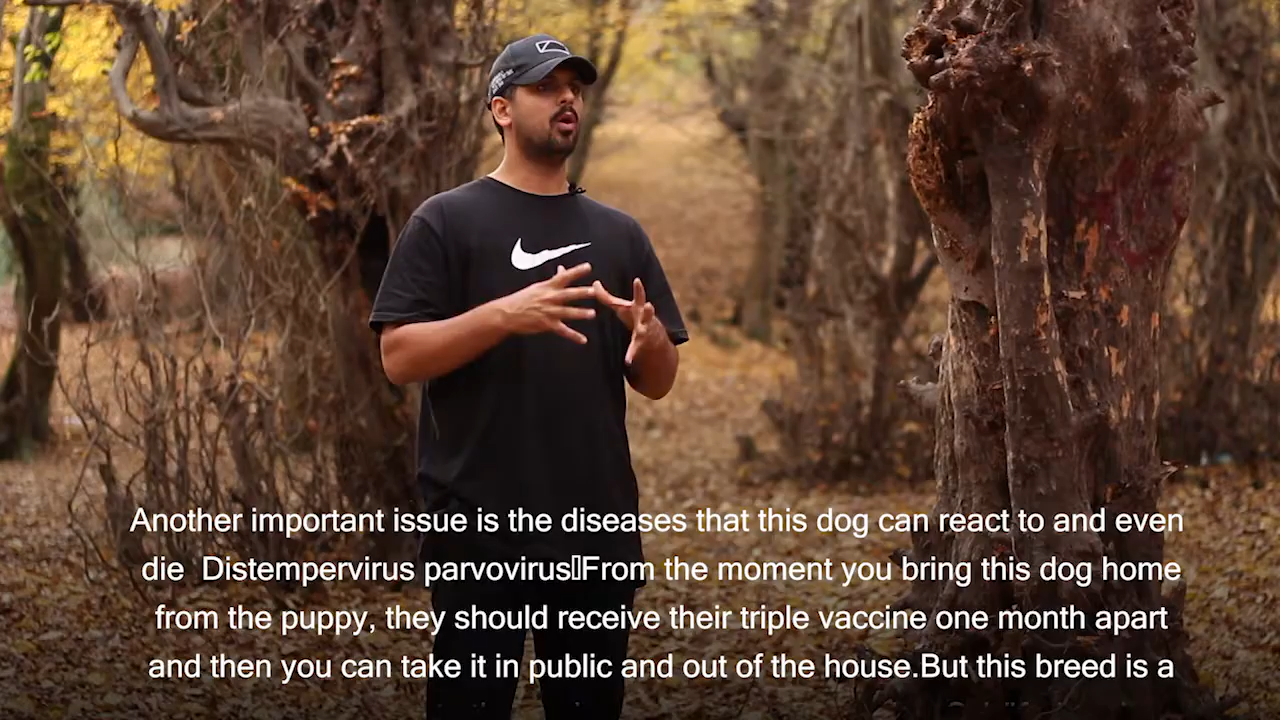 Another important issue is the diseases that this dog can react to and even
die  Distempervirus parvovirus▯From the moment you bring this dog home
from the puppy, they should receive their triple vaccine one month apart
and then you can take it in public and out of the house.But this breed is a